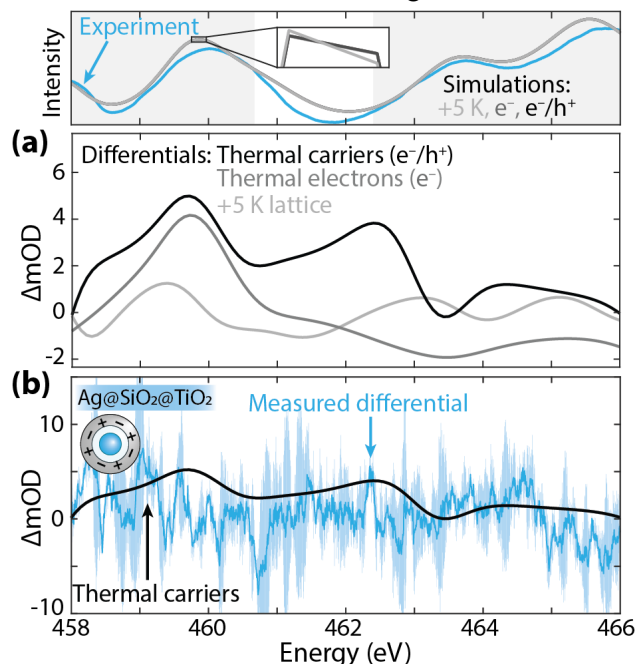 Experiment
Intensity
Simulations:
+5 K, e⁻, e⁻/h⁺
(a)
Differentials: Thermal carriers (e⁻/h⁺)
Thermal electrons (e⁻)
+5 K lattice
6
4
2
0
-2
ΔmOD
(b)
Ag@SiO₂@TiO₂
Measured differential
10
0
-10
ΔmOD
Thermal carriers
458 460 462 464 466
Energy (eV)